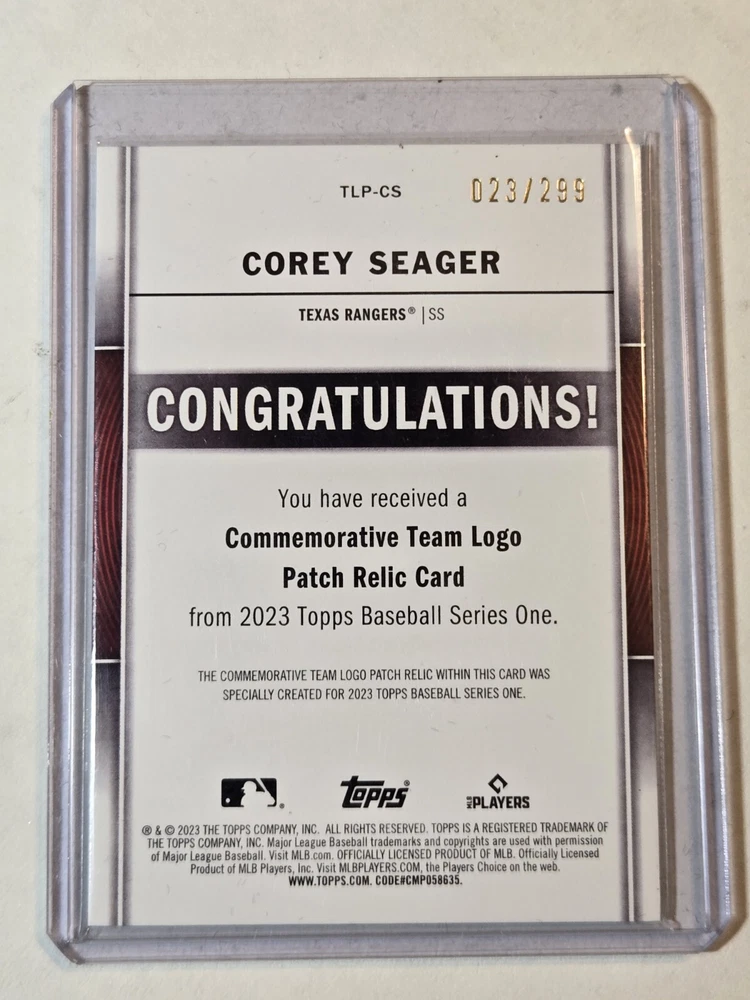 TLP-CS 023/299
COREY SEAGER
TEXAS RANGERS® | SS
CONGRATULATIONS!
You have received a
Commemorative Team Logo
Patch Relic Card
from 2023 Topps Baseball Series One.
THE COMMEMORATIVE TEAM LOGO PATCH RELIC WITHIN THIS CARD WAS
SPECIALLY CREATED FOR 2023 TOPPS BASEBALL SERIES ONE.
® topps® MLB PLAYERS
® & © 2023 THE TOPPS COMPANY, INC. ALL RIGHTS RESERVED. TOPPS IS A REGISTERED TRADEMARK OF
THE TOPPS COMPANY, INC. Major League Baseball trademarks and copyrights are used with permission
of Major League Baseball. Visit MLB.com. OFFICIALLY LICENSED PRODUCT OF MLB. Officially Licensed
Product of MLB Players, Inc. Visit MLBPLAYERS.COM, the Players Choice on the web.
WWW.TOPPS.COM. CODE#CMP058635.